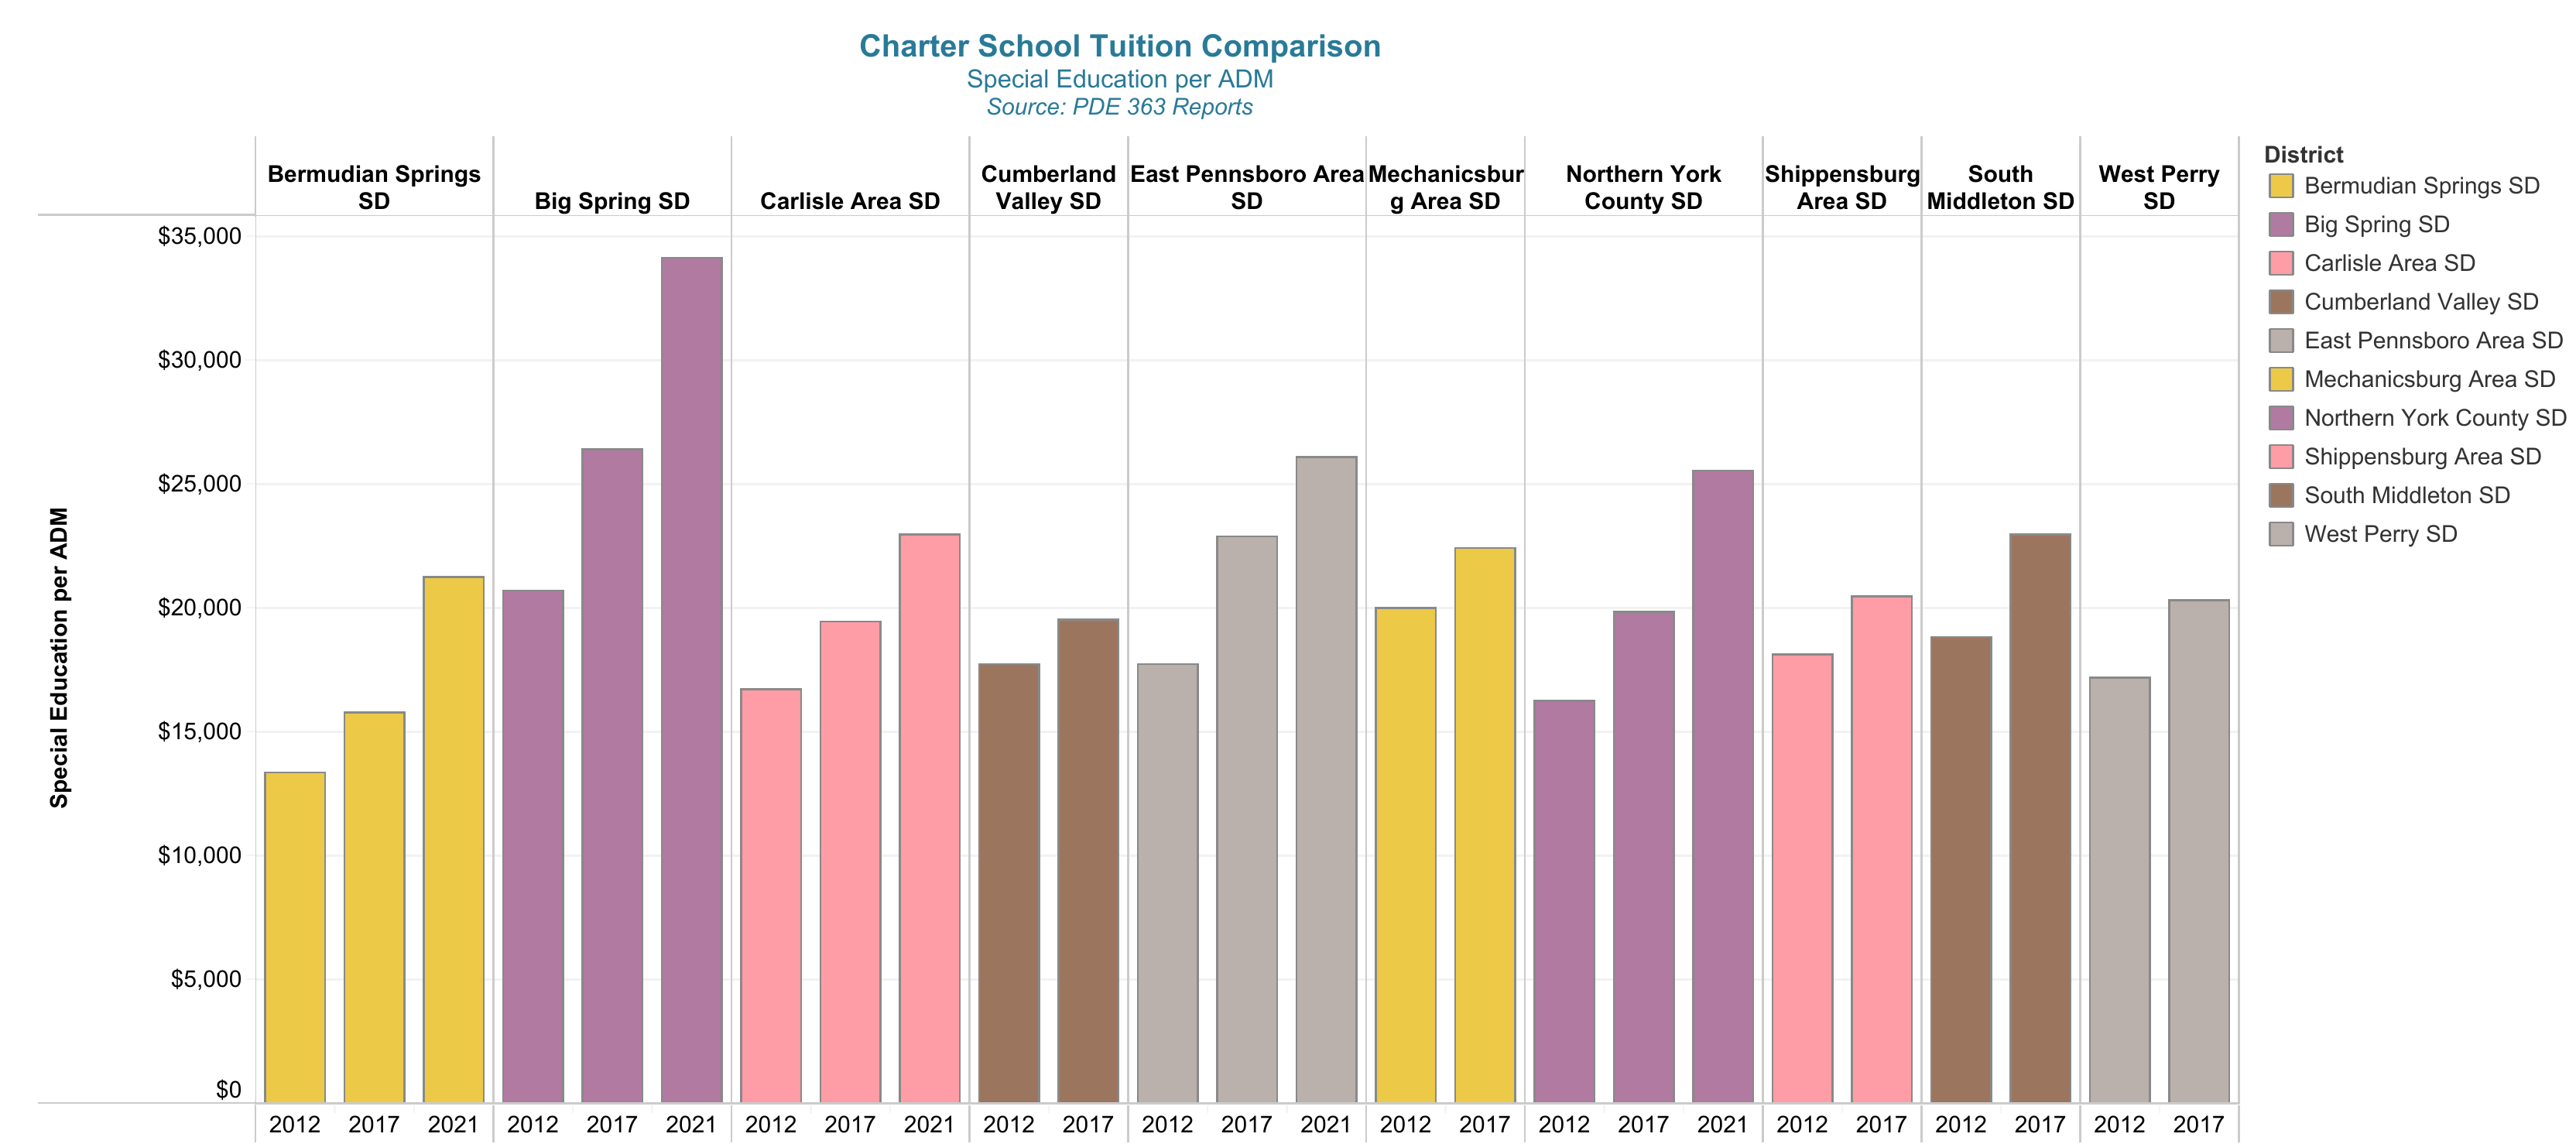 Charter School Tuition Comparison
Special Education per ADM
Source: PDE 363 Reports
Bermudian Springs
SD
Big Spring SD
Carlisle Area SD
Cumberland
Valley SD
East Pennsboro Area
SD
Mechanicsbur
g Area SD
Northern York
County SD
Shippensburg
Area SD
South
Middleton SD
West Perry
SD
District
Bermudian Springs SD
Big Spring SD
Carlisle Area SD
Cumberland Valley SD
East Pennsboro Area SD
Mechanicsburg Area SD
Northern York County SD
Shippensburg Area SD
South Middleton SD
West Perry SD
Special Education per ADM
$35,000
$30,000
$25,000
$20,000
$15,000
$10,000
$5,000
$0
2012 2017 2021 2012 2017 2021 2012 2017 2021 2012 2017 2012 2017 2021 2012 2017 2012 2017 2021 2012 2017 2012 2017 2012 2017